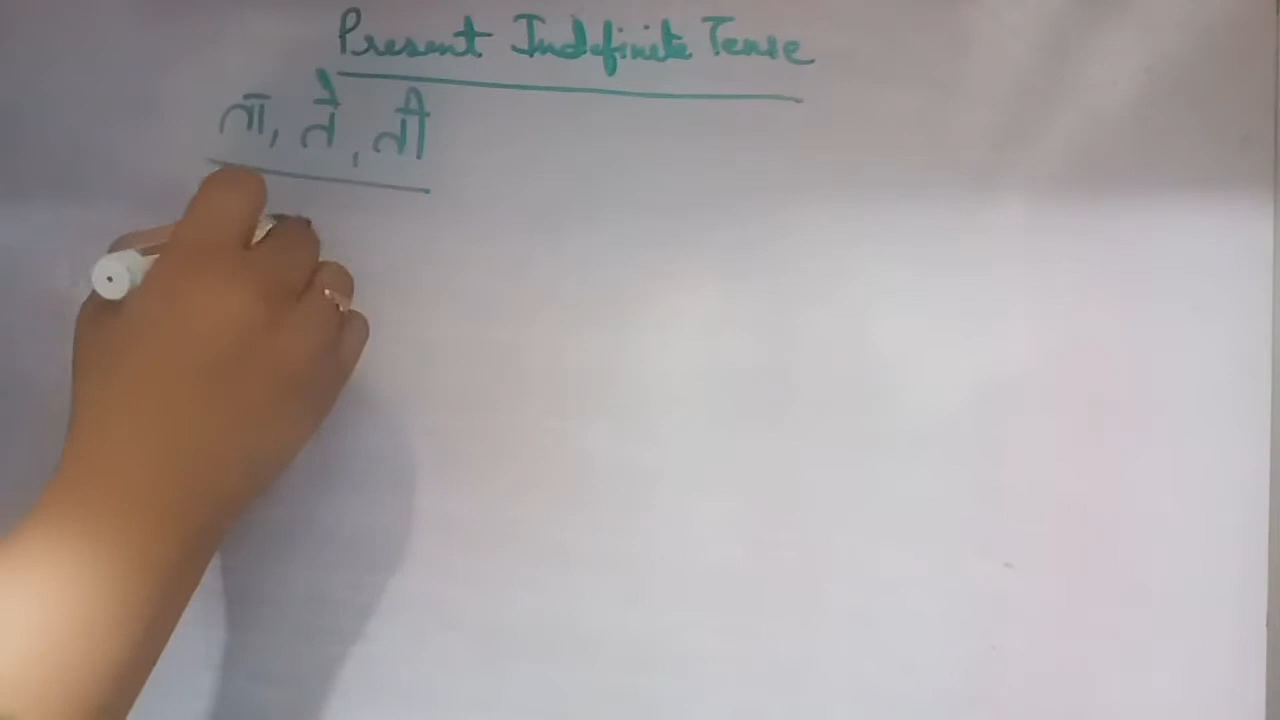 Present Indefinite Tense
ता, ते, ती